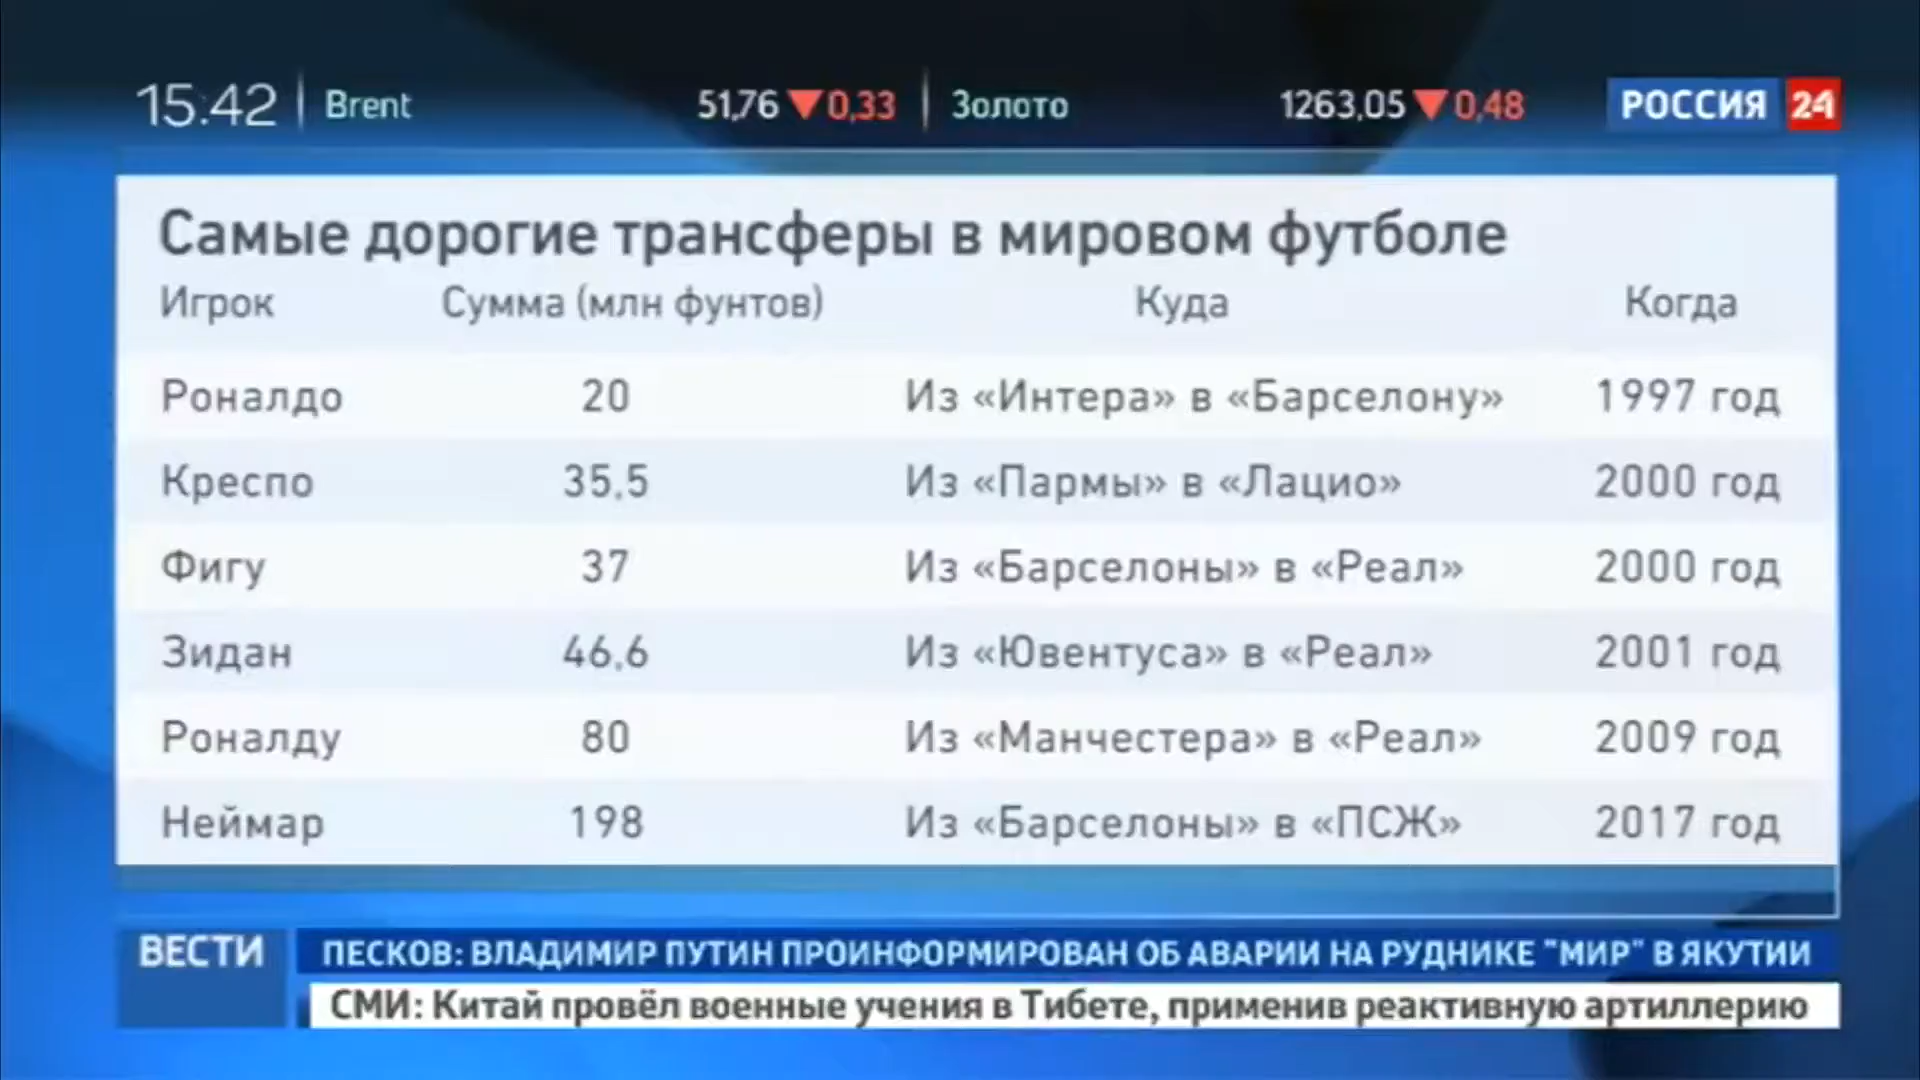 15:42 | Brent 51,76 ▼0,33 | Золото 1263,05 ▼0,48 РОССИЯ 24
Самые дорогие трансферы в мировом футболе
Игрок Сумма (млн фунтов) Куда Когда
Роналдо 20 Из «Интера» в «Барселону» 1997 год
Креспо 35,5 Из «Пармы» в «Лацио» 2000 год
Фигу 37 Из «Барселоны» в «Реал» 2000 год
Зидан 46,6 Из «Ювентуса» в «Реал» 2001 год
Роналду 80 Из «Манчестера» в «Реал» 2009 год
Неймар 198 Из «Барселоны» в «ПСЖ» 2017 год
ВЕСТИ ПЕСКОВ: ВЛАДИМИР ПУТИН ПРОИНФОРМИРОВАН ОБ АВАРИИ НА РУДНИКЕ "МИР" В ЯКУТИИ
СМИ: Китай провёл военные учения в Тибете, применив реактивную артиллерию